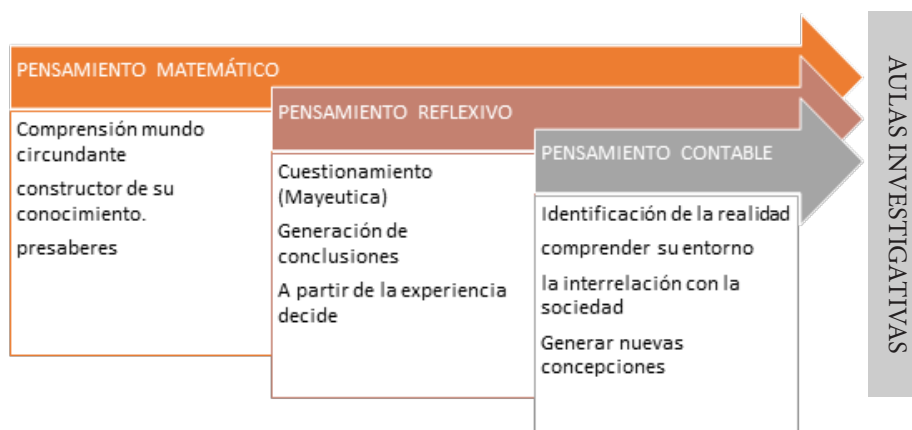 PENSAMIENTO MATEMÁTICO
Comprensión mundo
circundante
constructor de su
conocimiento.
presaberes
PENSAMIENTO REFLEXIVO
Cuestionamiento
(Mayeutica)
Generación de
conclusiones
A partir de la experiencia
decide
PENSAMIENTO CONTABLE
Identificación de la realidad
comprender su entorno
la interrelación con la
sociedad
Generar nuevas
concepciones
AULAS INVESTIGATIVAS